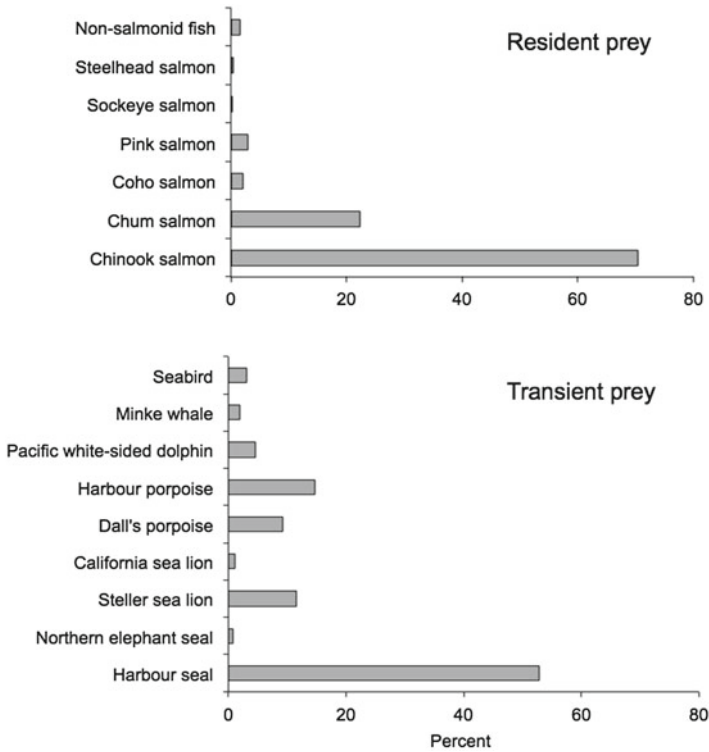 Resident prey
Non-salmonid fish
Steelhead salmon
Sockeye salmon
Pink salmon
Coho salmon
Chum salmon
Chinook salmon
0 20 40 60 80
Transient prey
Seabird
Minke whale
Pacific white-sided dolphin
Harbour porpoise
Dall's porpoise
California sea lion
Steller sea lion
Northern elephant seal
Harbour seal
0 20 40 60 80
Percent